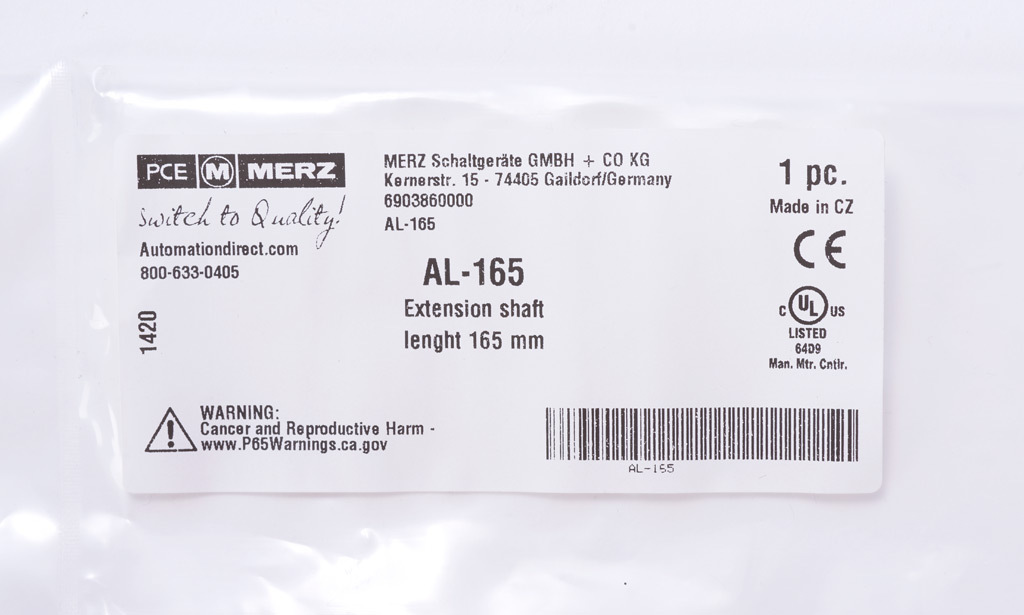 PCE M MERZ
Switch to Quality!
Automationdirect.com
800-633-0405
1420
MERZ Schaltgeräte GMBH + CO KG
Kernerstr. 15 - 74405 Gaildorf/Germany
6903860000
AL-165
AL-165
Extension shaft
lenght 165 mm
1 pc.
Made in CZ
CE
C UL US
LISTED
64D9
Man. Mtr. Cntlr.
WARNING:
Cancer and Reproductive Harm -
www.P65Warnings.ca.gov
AL-165